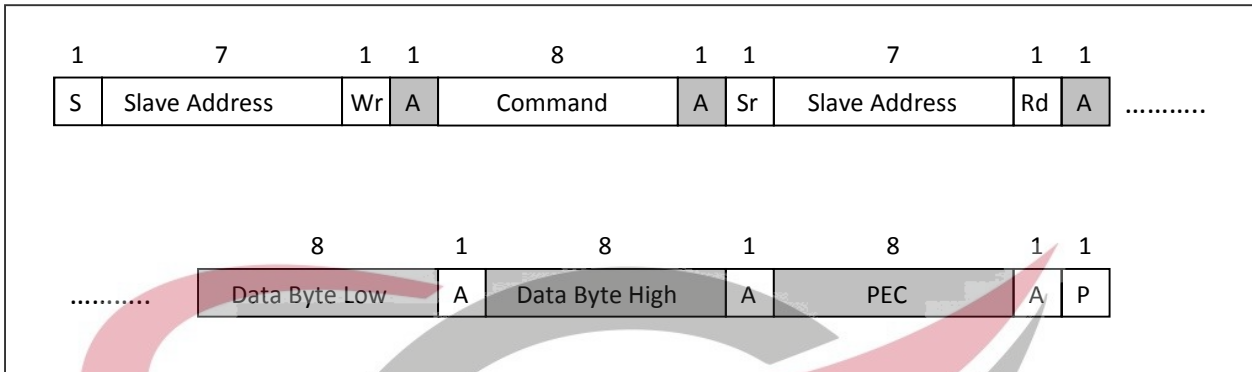 1 7 1 1 8 1 1 7 1 1
S Slave Address Wr A Command A Sr Slave Address Rd A ...........
8 1 8 1 8 1 1
........... Data Byte Low A Data Byte High A PEC A P